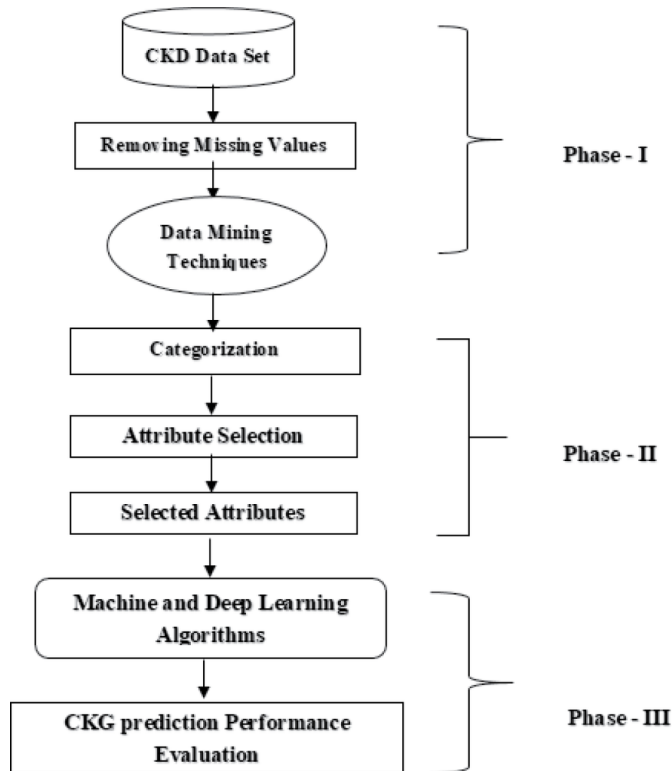 CKD Data Set
Removing Missing Values
Phase - I
Data Mining
Techniques
Categorization
Attribute Selection
Phase - II
Selected Attributes
Machine and Deep Learning
Algorithms
CKG prediction Performance
Evaluation
Phase - III